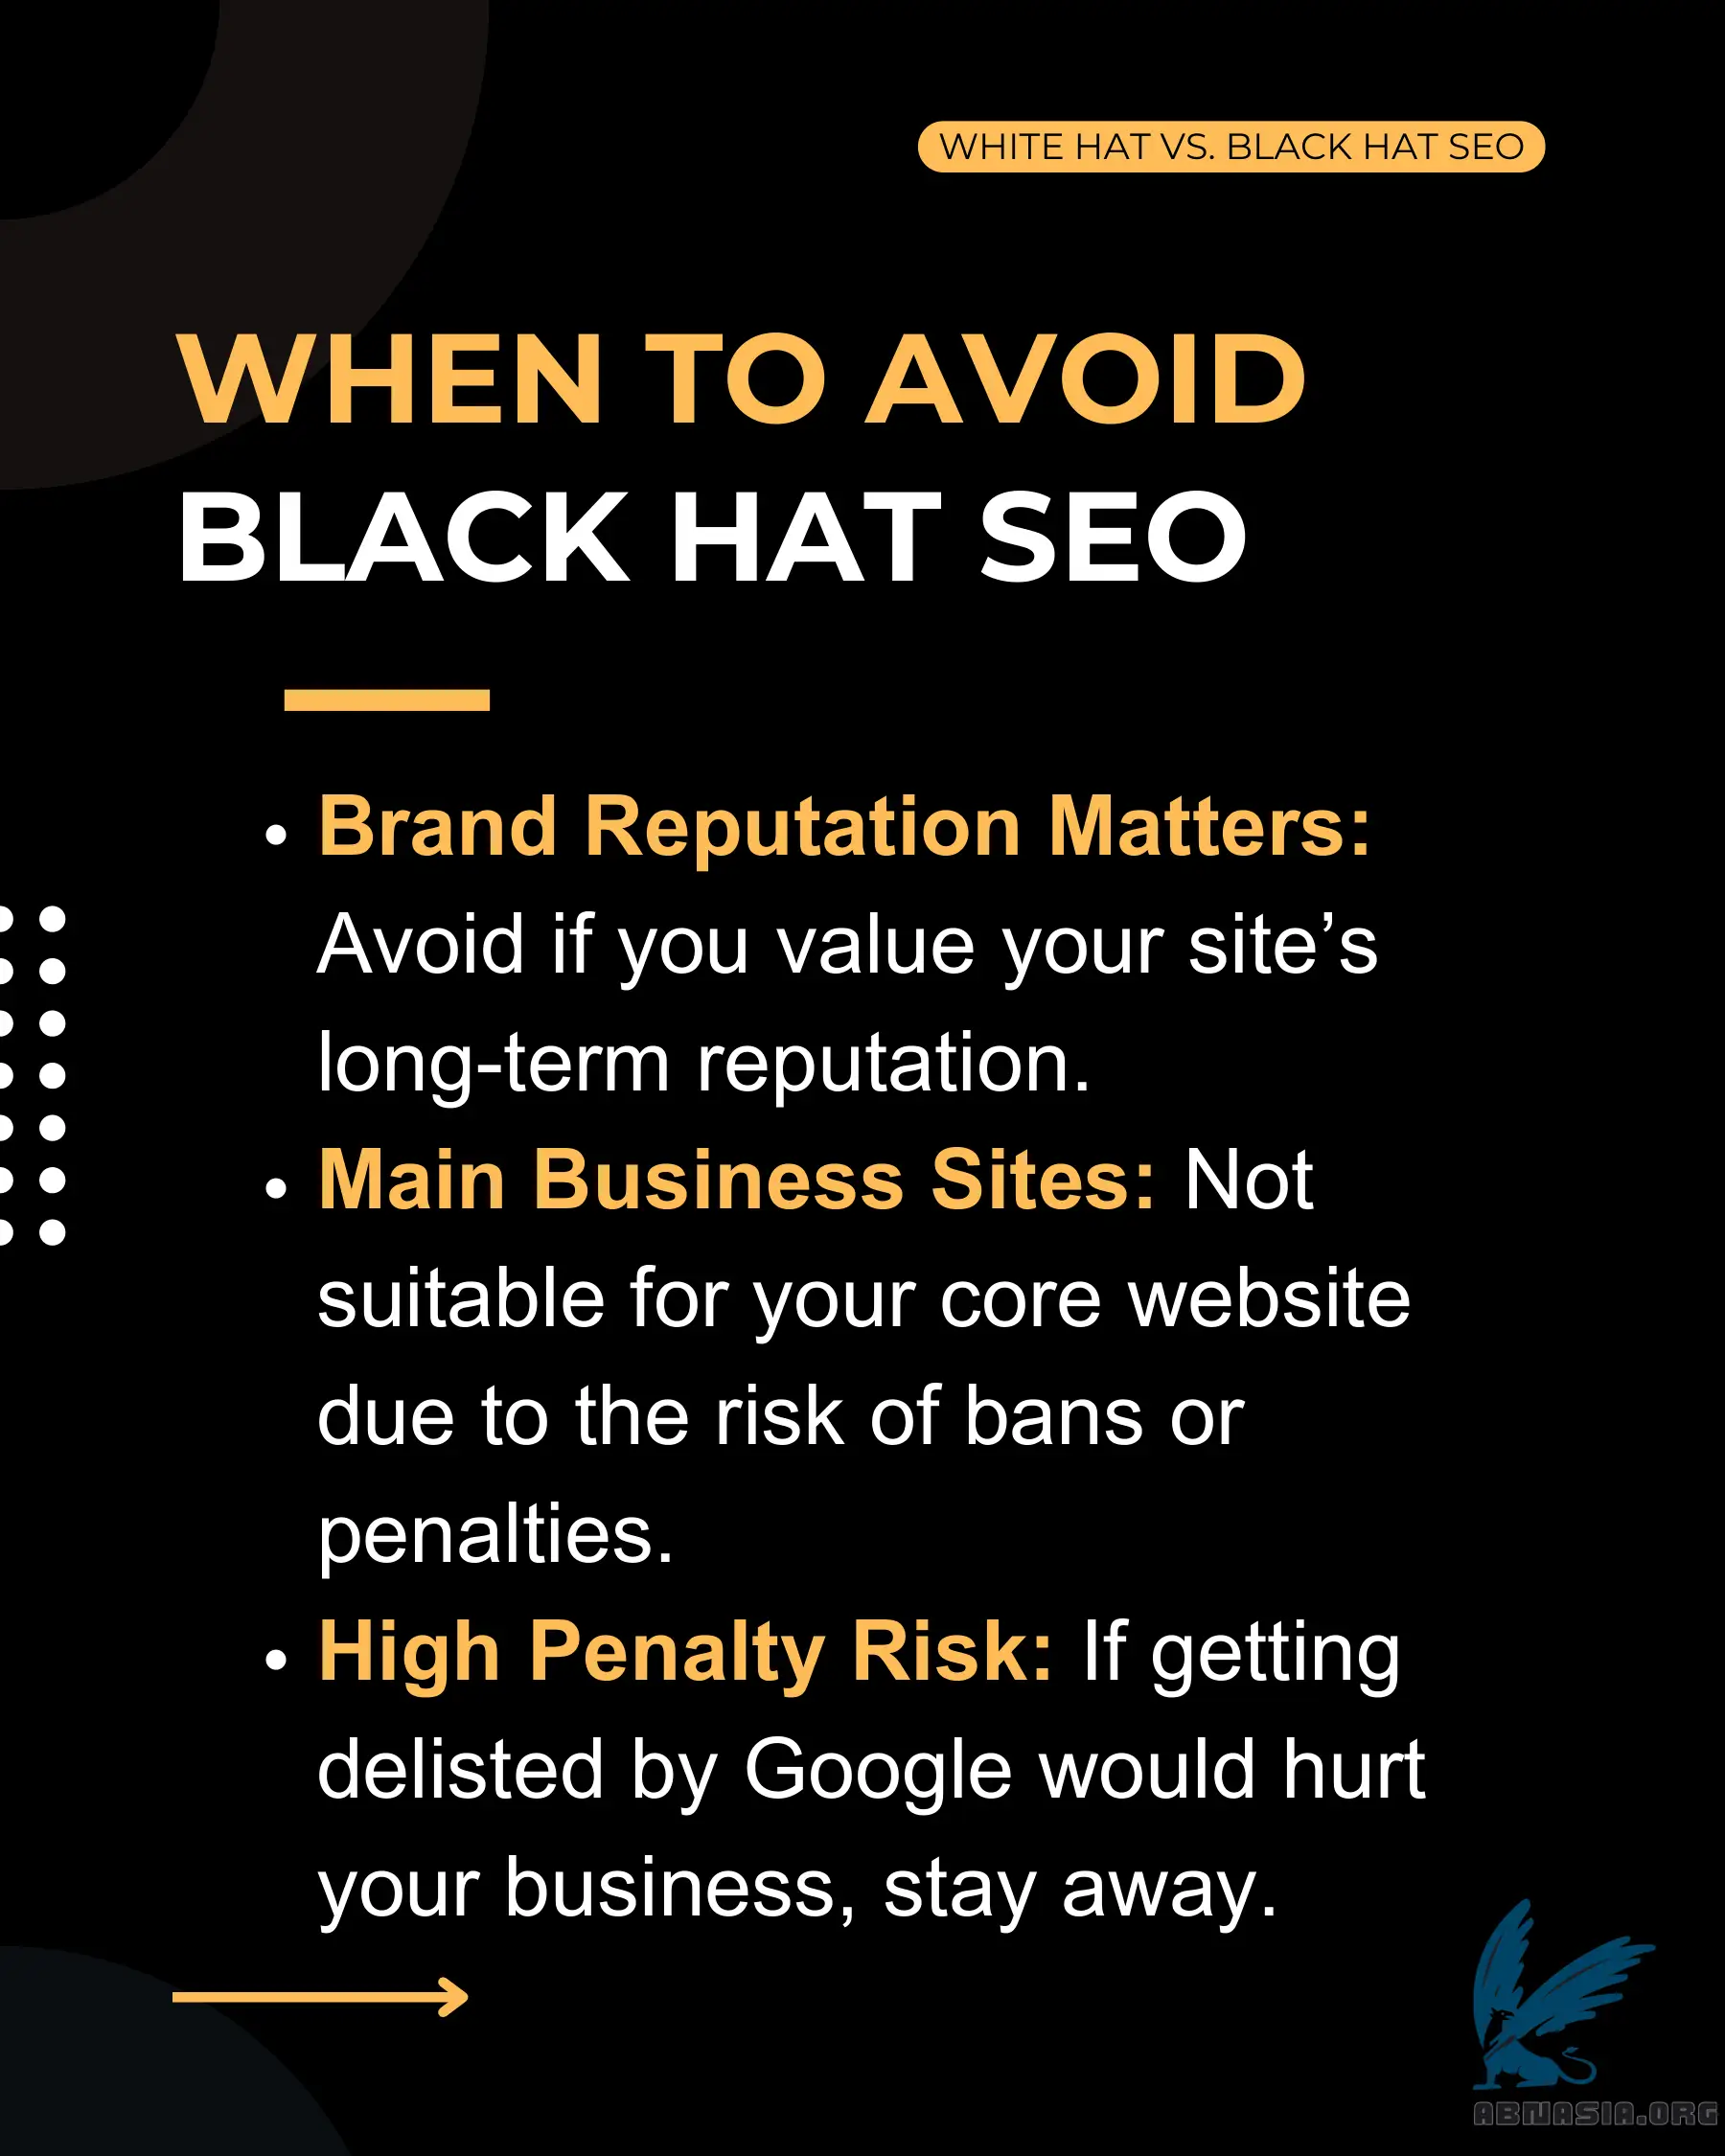 WHITE HAT VS. BLACK HAT SEO
WHEN TO AVOID
BLACK HAT SEO
• Brand Reputation Matters:
Avoid if you value your site’s
long-term reputation.
• Main Business Sites: Not
suitable for your core website
due to the risk of bans or
penalties.
• High Penalty Risk: If getting
delisted by Google would hurt
your business, stay away.
ABNASIA.ORG